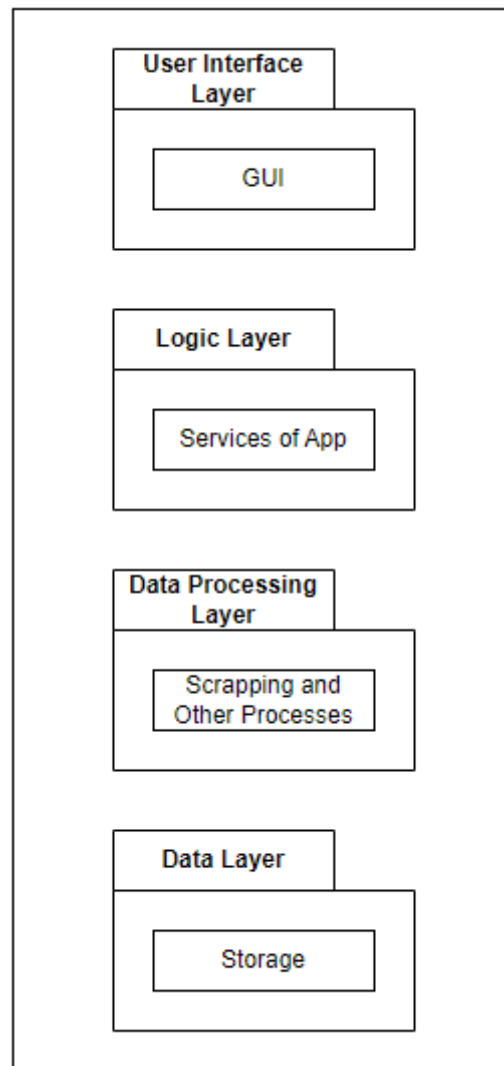 User Interface
Layer
GUI
Logic Layer
Services of App
Data Processing
Layer
Scrapping and
Other Processes
Data Layer
Storage